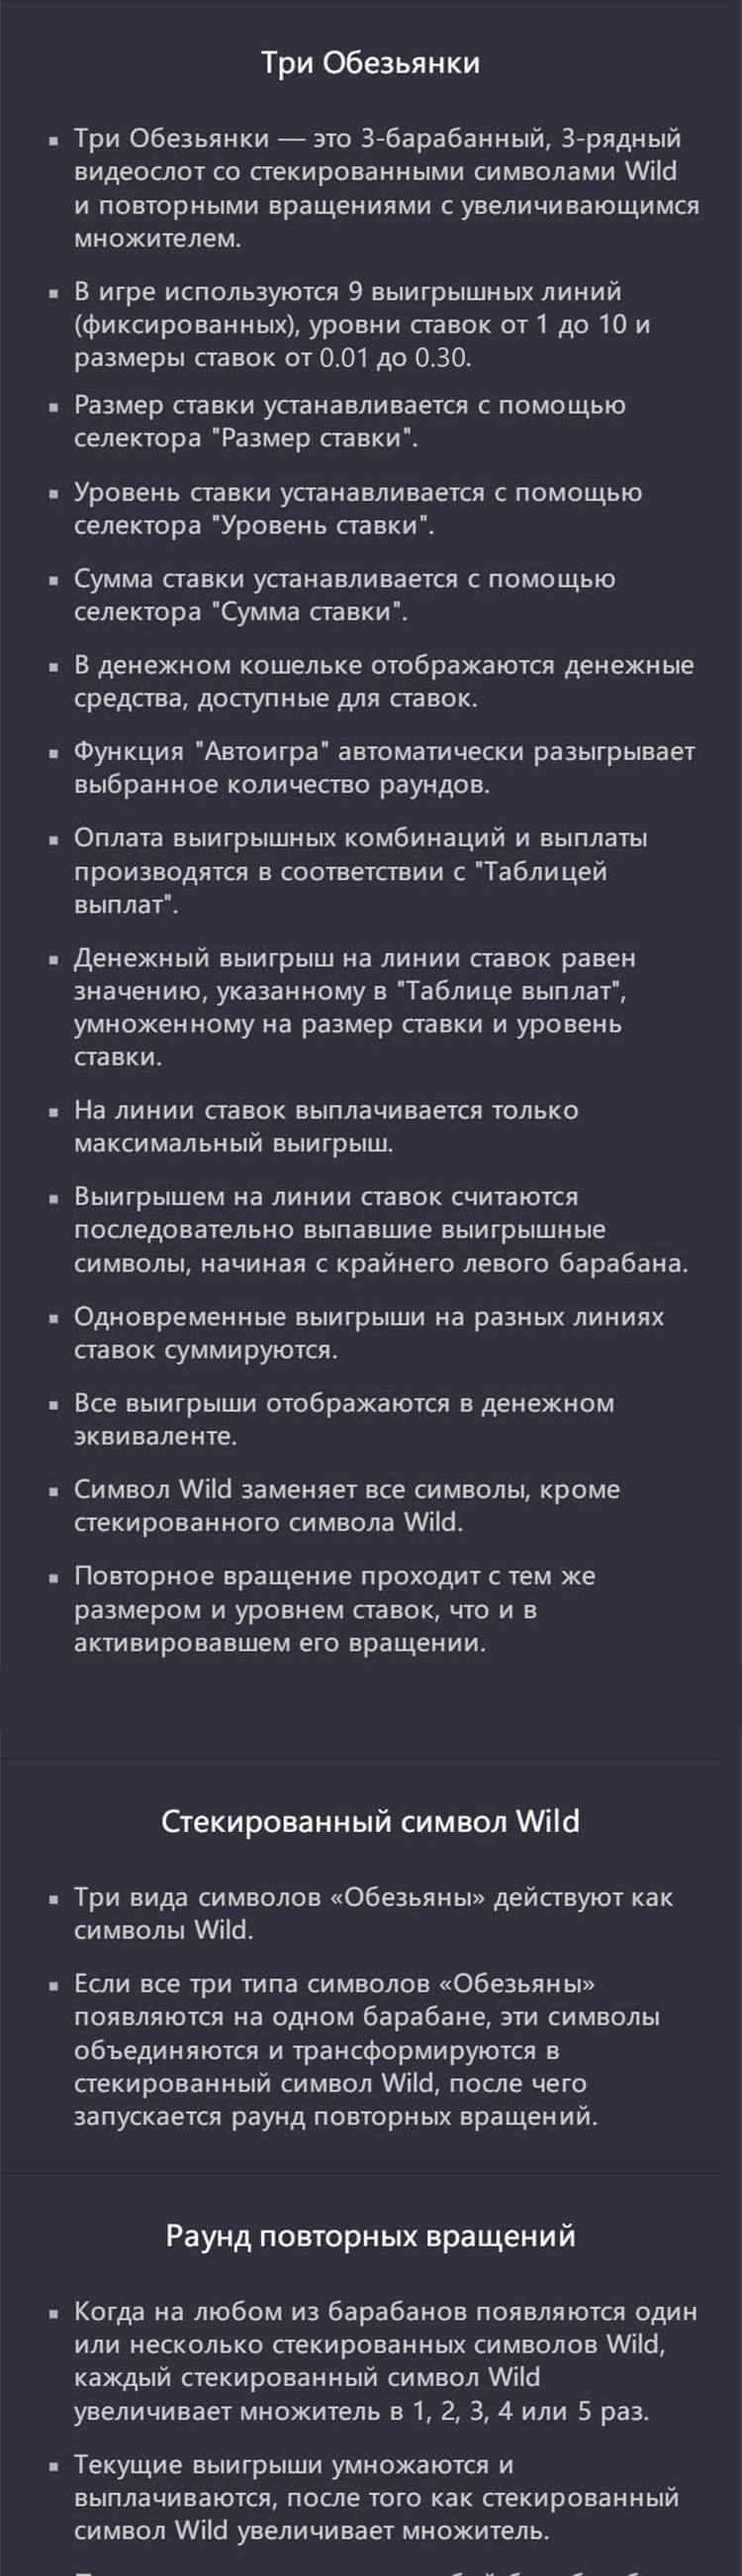 Три Обезьянки
▪ Три Обезьянки — это 3-барабанный, 3-рядный
видеослот со стекированными символами Wild
и повторными вращениями с увеличивающимся
множителем.
▪ В игре используются 9 выигрышных линий
(фиксированных), уровни ставок от 1 до 10 и
размеры ставок от 0.01 до 0.30.
▪ Размер ставки устанавливается с помощью
селектора "Размер ставки".
▪ Уровень ставки устанавливается с помощью
селектора "Уровень ставки".
▪ Сумма ставки устанавливается с помощью
селектора "Сумма ставки".
▪ В денежном кошельке отображаются денежные
средства, доступные для ставок.
▪ Функция "Автоигра" автоматически разыгрывает
выбранное количество раундов.
▪ Оплата выигрышных комбинаций и выплаты
производятся в соответствии с "Таблицей
выплат".
▪ Денежный выигрыш на линии ставок равен
значению, указанному в "Таблице выплат",
умноженному на размер ставки и уровень
ставки.
▪ На линии ставок выплачивается только
максимальный выигрыш.
▪ Выигрышем на линии ставок считаются
последовательно выпавшие выигрышные
символы, начиная с крайнего левого барабана.
▪ Одновременные выигрыши на разных линиях
ставок суммируются.
▪ Все выигрыши отображаются в денежном
эквиваленте.
▪ Символ Wild заменяет все символы, кроме
стекированного символа Wild.
▪ Повторное вращение проходит с тем же
размером и уровнем ставок, что и в
активировавшем его вращении.
Стекированный символ Wild
▪ Три вида символов «Обезьяны» действуют как
символы Wild.
▪ Если все три типа символов «Обезьяны»
появляются на одном барабане, эти символы
объединяются и трансформируются в
стекированный символ Wild, после чего
запускается раунд повторных вращений.
Раунд повторных вращений
▪ Когда на любом из барабанов появляются один
или несколько стекированных символов Wild,
каждый стекированный символ Wild
увеличивает множитель в 1, 2, 3, 4 или 5 раз.
▪ Текущие выигрыши умножаются и
выплачиваются, после того как стекированный
символ Wild увеличивает множитель.